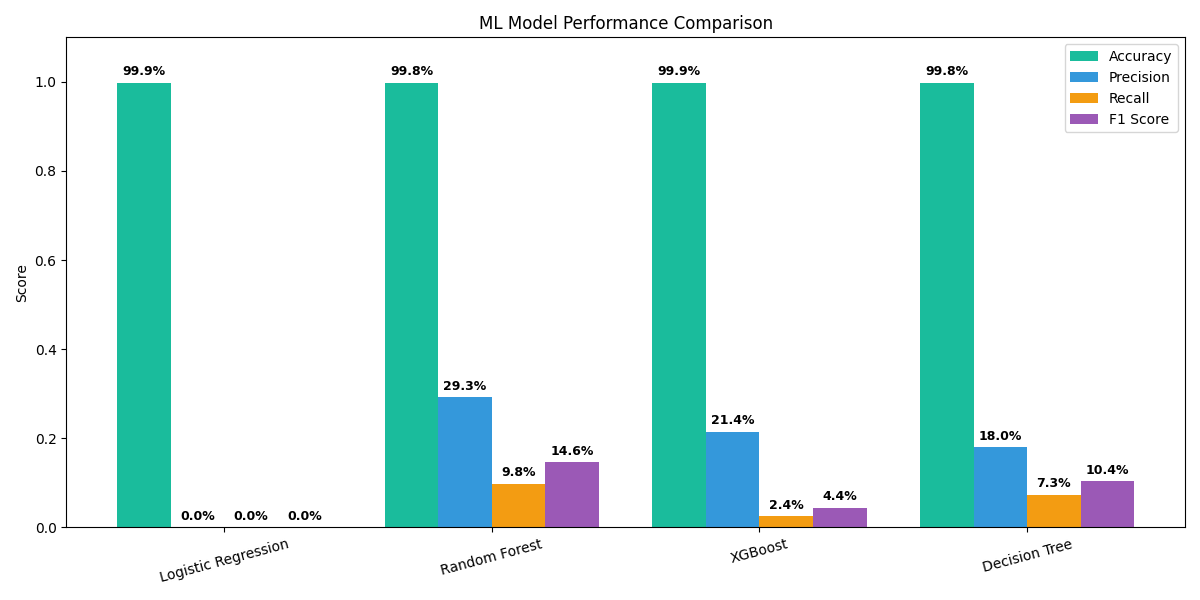 ML Model Performance Comparison
Accuracy
Precision
Recall
F1 Score
Score
1.0
0.8
0.6
0.4
0.2
0.0
99.9%
0.0%
0.0%
0.0%
99.8%
29.3%
9.8%
14.6%
99.9%
21.4%
2.4%
4.4%
99.8%
18.0%
7.3%
10.4%
Logistic Regression
Random Forest
XGBoost
Decision Tree